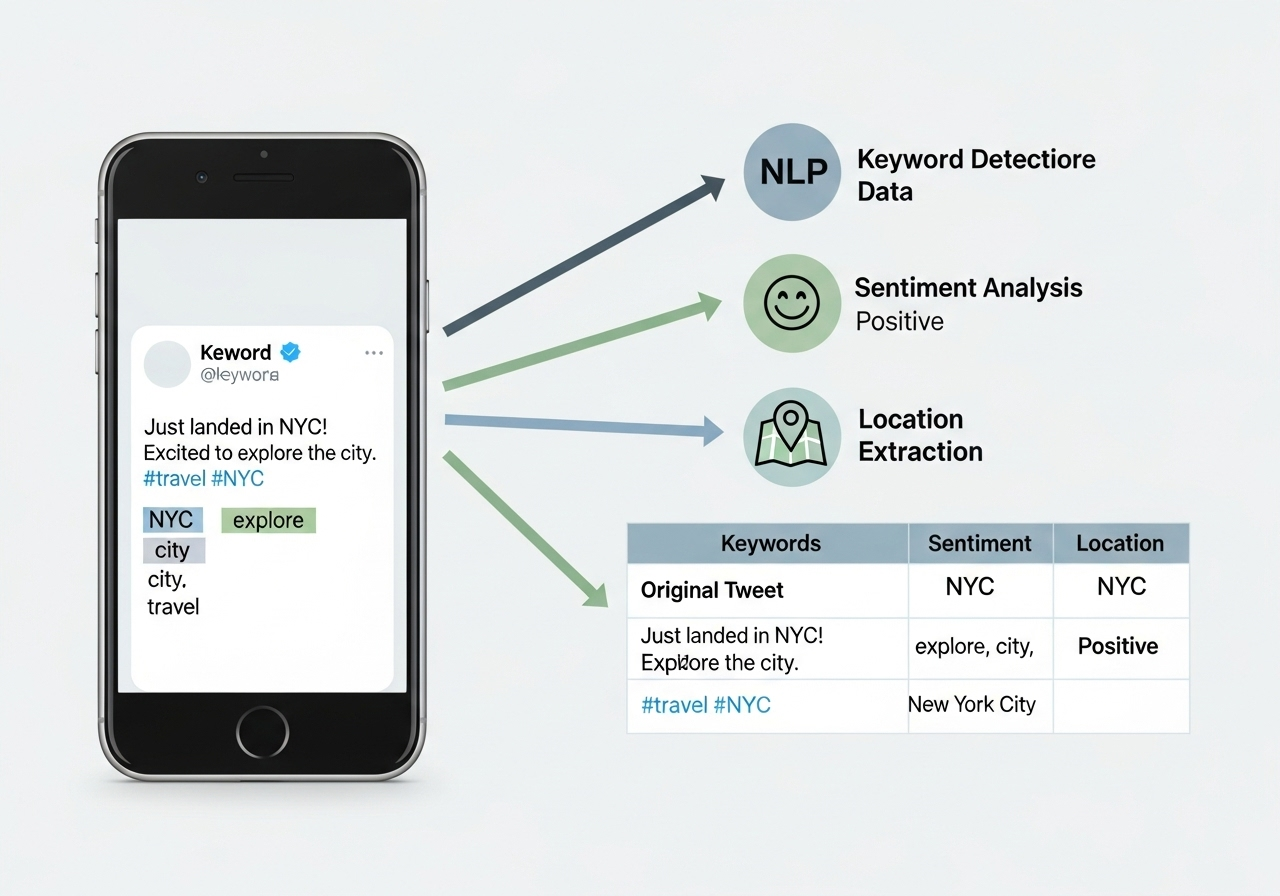 Keword
@leywora
Just landed in NYC!
Excited to explore the city.
#travel #NYC
NYC explore
city
city.
travel
NLP
Keyword Detectiore
Data
Sentiment Analysis
Positive
Location
Extraction
Keywords Sentiment Location
Original Tweet NYC NYC
Just landed in NYC!
Explore the city.
explore, city, Positive
#travel #NYC New York City